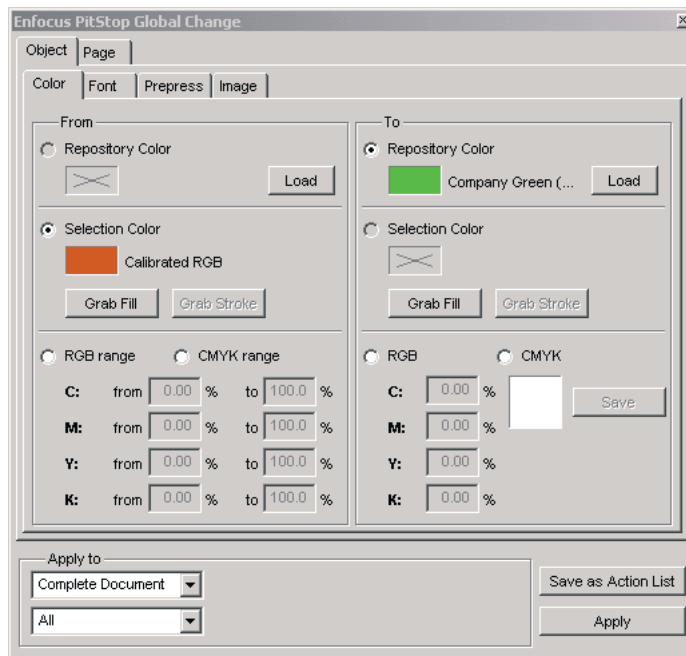 Enfocus PitStop Global Change
Object Page
Color Font Prepress Image
From
Repository Color
Load
Selection Color
Calibrated RGB
Grab Fill Grab Stroke
RGB range CMYK range
C: from 0.00 % to 100.0 %
M: from 0.00 % to 100.0 %
Y: from 0.00 % to 100.0 %
K: from 0.00 % to 100.0 %
To
Repository Color
Company Green (... Load
Selection Color
Grab Fill Grab Stroke
RGB CMYK
C: 0.00 %
M: 0.00 %
Y: 0.00 %
K: 0.00 %
Save
Apply to
Complete Document
All
Save as Action List
Apply